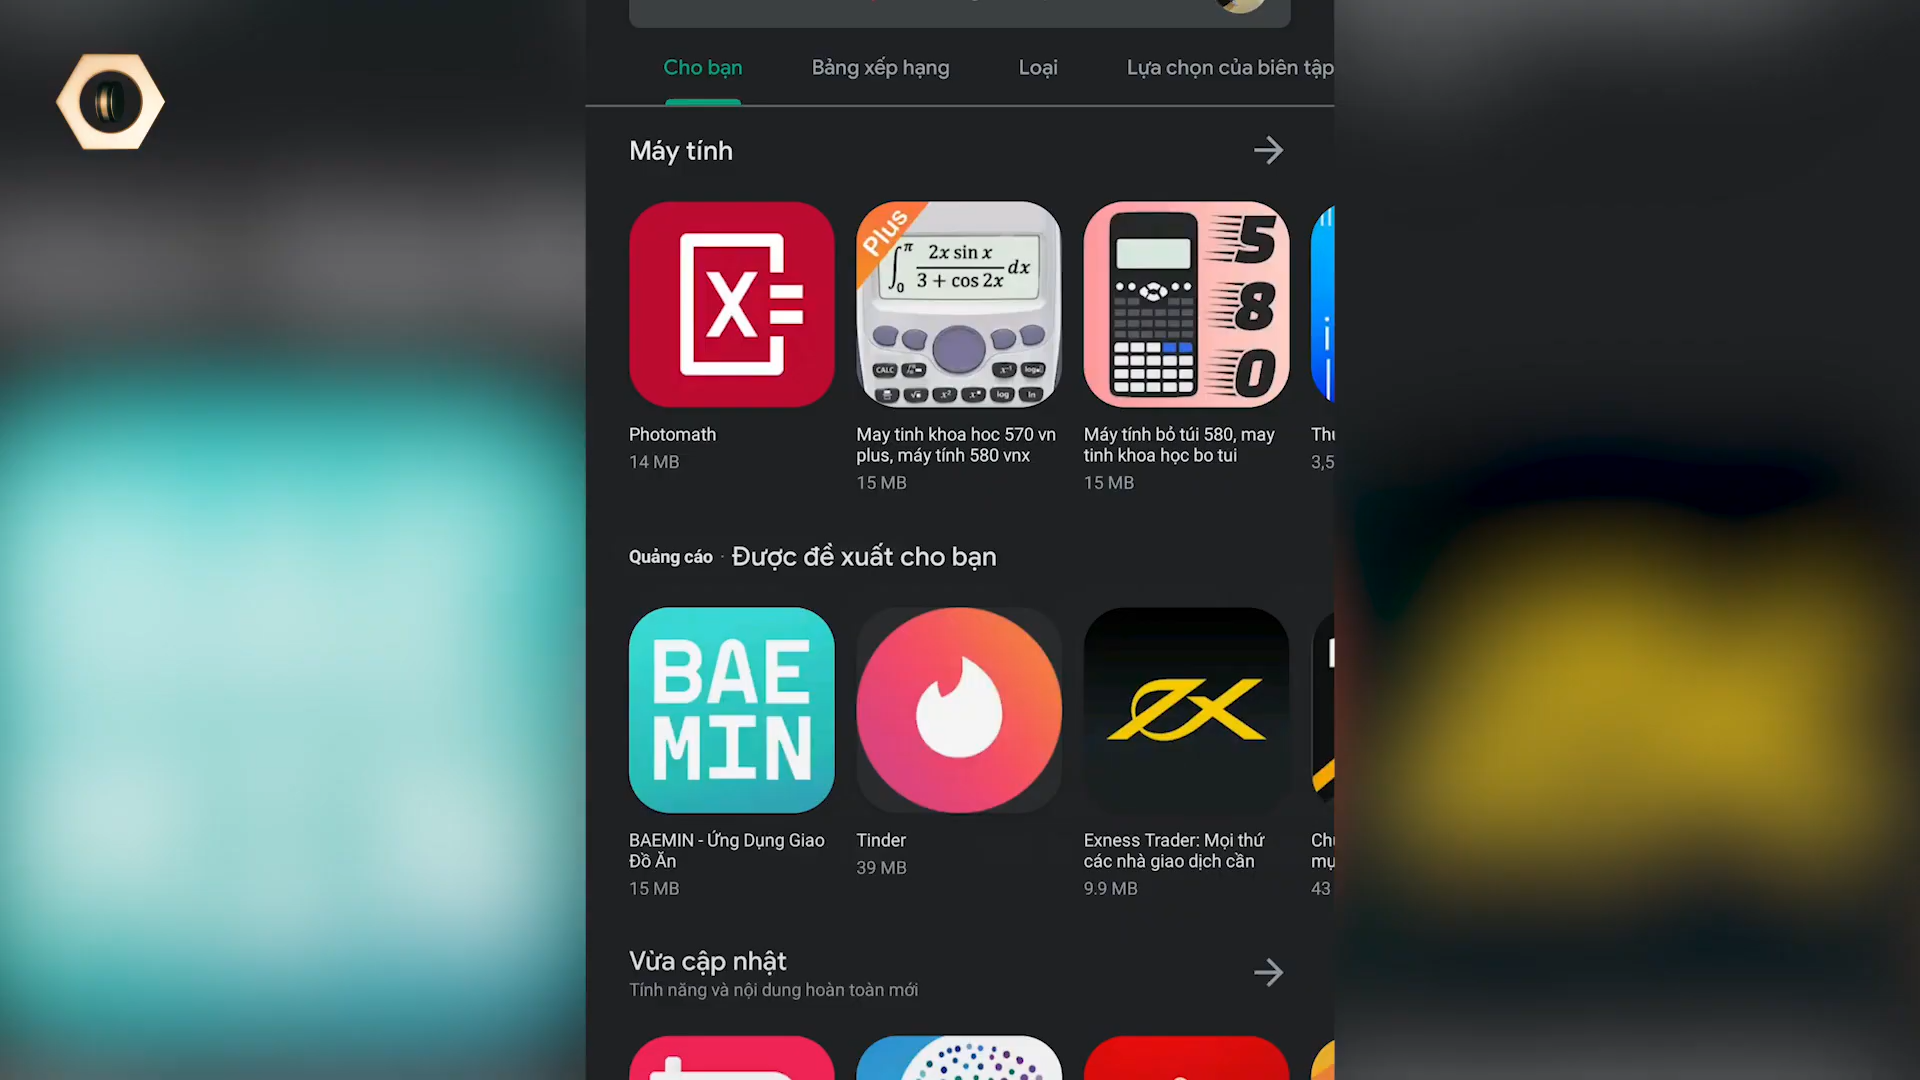 Cho bạn
Bảng xếp hạng
Loại
Lựa chọn của biên tập
Máy tính
Plus
2x sin x
3 + cos 2x
dx
π
0
CALC
log
ln
5
8
0
Photomath
14 MB
May tinh khoa hoc 570 vn
plus, máy tính 580 vnx
15 MB
Máy tính bỏ túi 580, may
tinh khoa học bo tui
15 MB
3,5
Quảng cáo · Được đề xuất cho bạn
BAE
MIN
BAEMIN - Ứng Dụng Giao
Đồ Ăn
15 MB
Tinder
39 MB
Exness Trader: Mọi thứ
các nhà giao dịch cần
9.9 MB
43
Vừa cập nhật
Tính năng và nội dung hoàn toàn mới